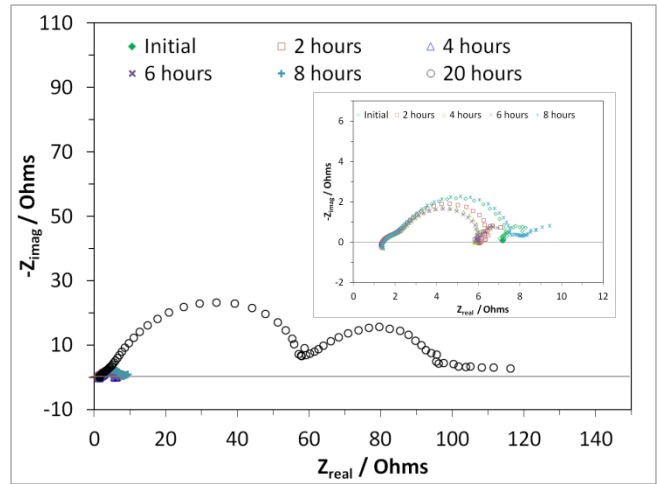 110
90
70
50
30
10
-10
-Zimag / Ohms
Initial
2 hours
4 hours
6 hours
8 hours
20 hours
6
4
2
0
-2
-Zimag / Ohms
Initial
2 hours
4 hours
6 hours
8 hours
0 2 4 6 8 10 12
Zreal / Ohms
0 20 40 60 80 100 120 140
Zreal / Ohms